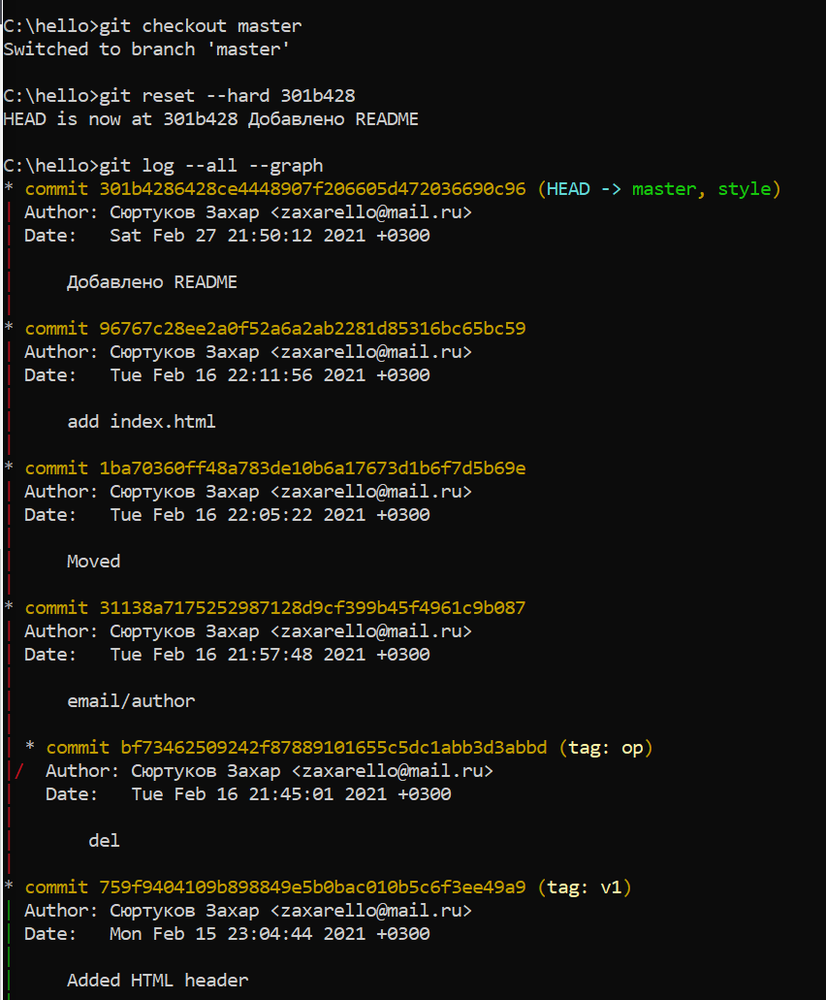 C:\hello>git checkout master
Switched to branch 'master'
C:\hello>git reset --hard 301b428
HEAD is now at 301b428 Добавлено README
C:\hello>git log --all --graph
* commit 301b4286428ce4448907f206605d472036690c96 (HEAD -> master, style)
| Author: Сюртуков Захар <zaxarello@mail.ru>
| Date:   Sat Feb 27 21:50:12 2021 +0300
|
|     Добавлено README
|
* commit 96767c28ee2a0f52a6a2ab2281d85316bc65bc59
| Author: Сюртуков Захар <zaxarello@mail.ru>
| Date:   Tue Feb 16 22:11:56 2021 +0300
|
|     add index.html
|
* commit 1ba70360ff48a783de10b6a17673d1b6f7d5b69e
| Author: Сюртуков Захар <zaxarello@mail.ru>
| Date:   Tue Feb 16 22:05:22 2021 +0300
|
|     Moved
|
* commit 31138a7175252987128d9cf399b45f4961c9b087
| Author: Сюртуков Захар <zaxarello@mail.ru>
| Date:   Tue Feb 16 21:57:48 2021 +0300
|
|     email/author
|
| * commit bf73462509242f87889101655c5dc1abb3d3abbd (tag: op)
|/  Author: Сюртуков Захар <zaxarello@mail.ru>
|   Date:   Tue Feb 16 21:45:01 2021 +0300
|
|       del
|
* commit 759f9404109b898849e5b0bac010b5c6f3ee49a9 (tag: v1)
| Author: Сюртуков Захар <zaxarello@mail.ru>
| Date:   Mon Feb 15 23:04:44 2021 +0300
|
|     Added HTML header